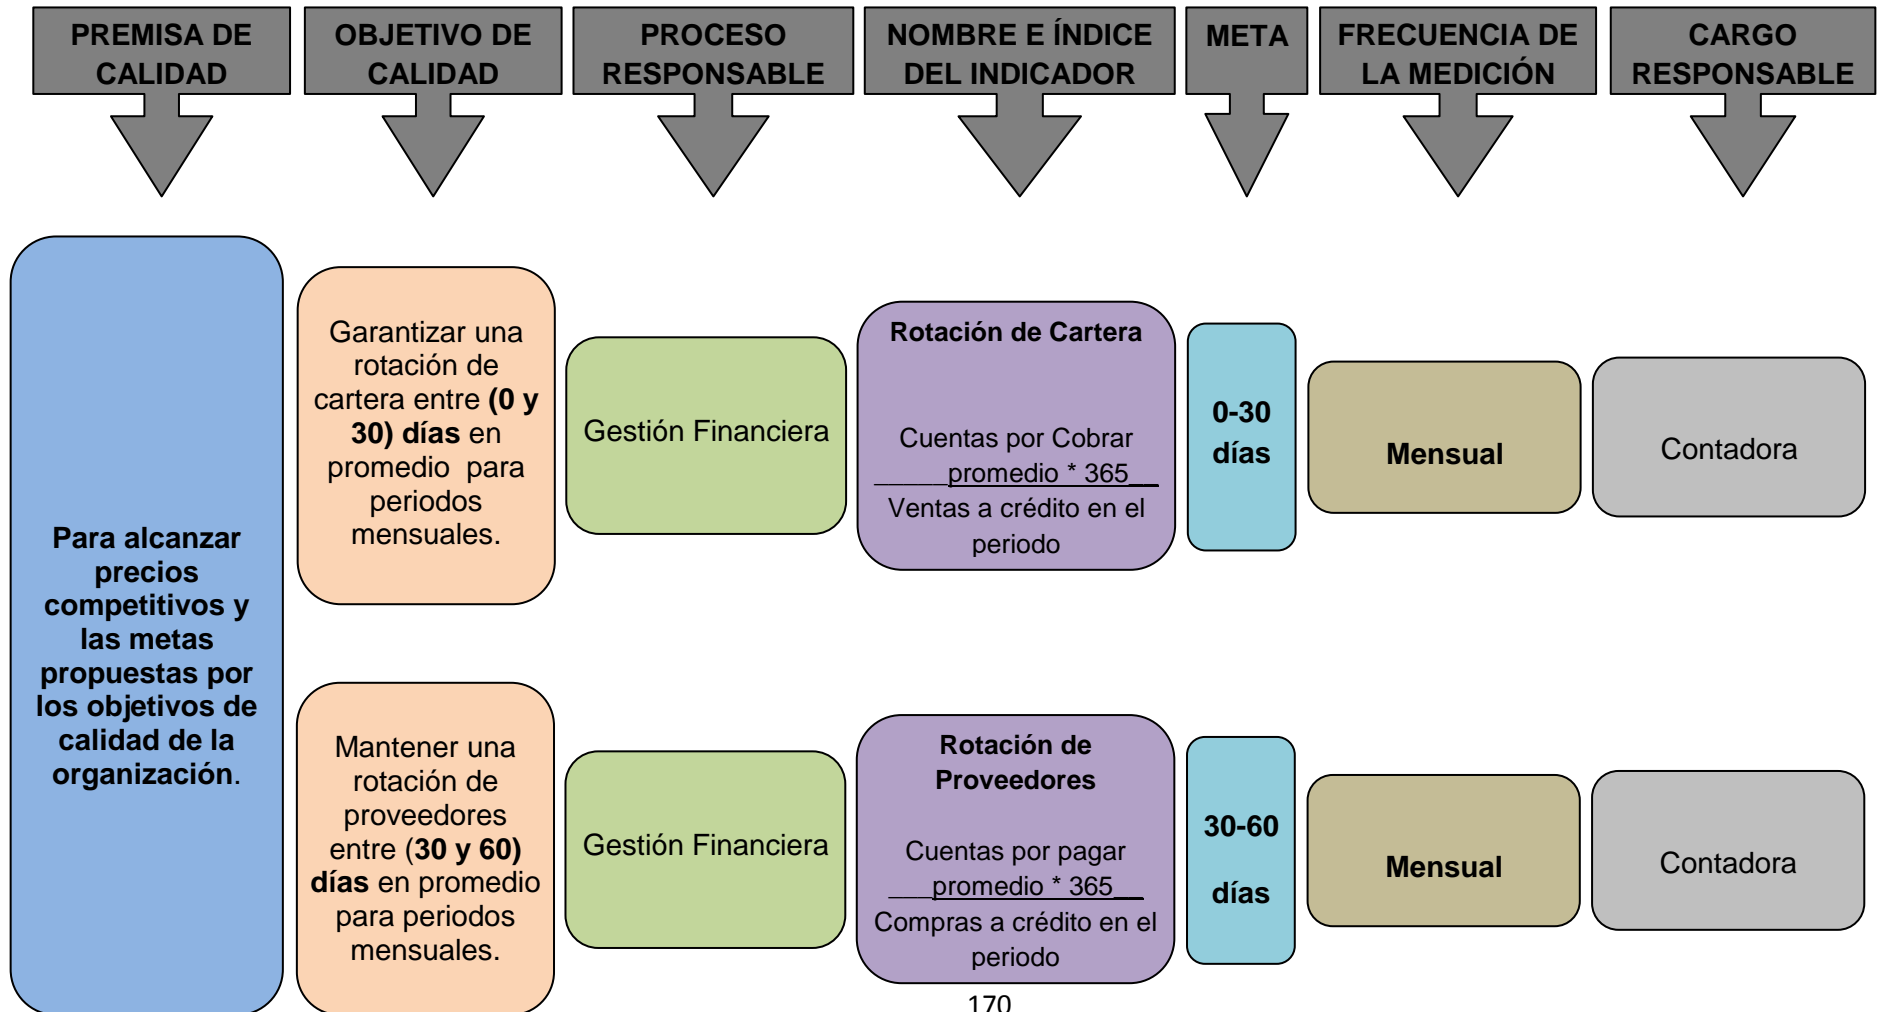 PREMISA DE
CALIDAD
OBJETIVO DE
CALIDAD
PROCESO
RESPONSABLE
NOMBRE E ÍNDICE
DEL INDICADOR
META
FRECUENCIA DE
LA MEDICIÓN
CARGO
RESPONSABLE
Para alcanzar
precios
competitivos y
las metas
propuestas por
los objetivos de
calidad de la
organización.
Garantizar una
rotación de
cartera entre (0 y
30) días en
promedio para
periodos
mensuales.
Gestión Financiera
Rotación de Cartera
Cuentas por Cobrar
_____promedio * 365__
Ventas a crédito en el
periodo
0-30
días
Mensual
Contadora
Mantener una
rotación de
proveedores
entre (30 y 60)
días en promedio
para periodos
mensuales.
Gestión Financiera
Rotación de
Proveedores
Cuentas por pagar
___promedio * 365__
Compras a crédito en el
periodo
30-60
días
Mensual
Contadora
170